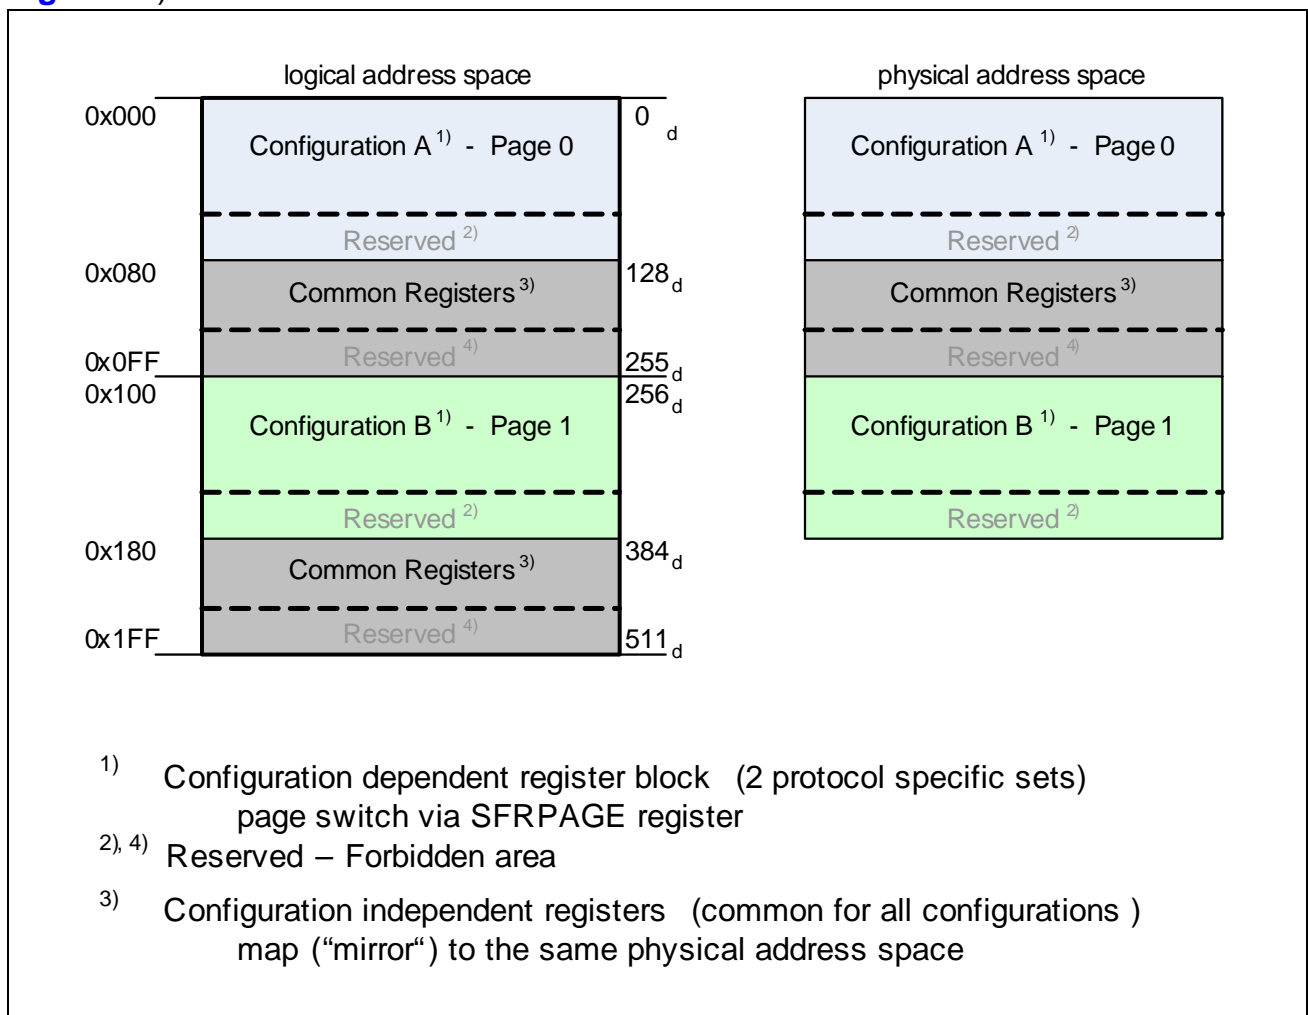 logical address space physical address space
0x000 0 d
Configuration A 1) - Page 0 Configuration A 1) - Page 0
Reserved 2) Reserved 2)
0x080 128 d
Common Registers 3) Common Registers 3)
Reserved 4) Reserved 4)
0x0FF 255 d
0x100 256 d
Configuration B 1) - Page 1 Configuration B 1) - Page 1
Reserved 2) Reserved 2)
0x180 384 d
Common Registers 3)
Reserved 4)
0x1FF 511 d
1) Configuration dependent register block (2 protocol specific sets)
page switch via SFRPAGE register
2), 4) Reserved – Forbidden area
3) Configuration independent registers (common for all configurations )
map (“mirror“) to the same physical address space